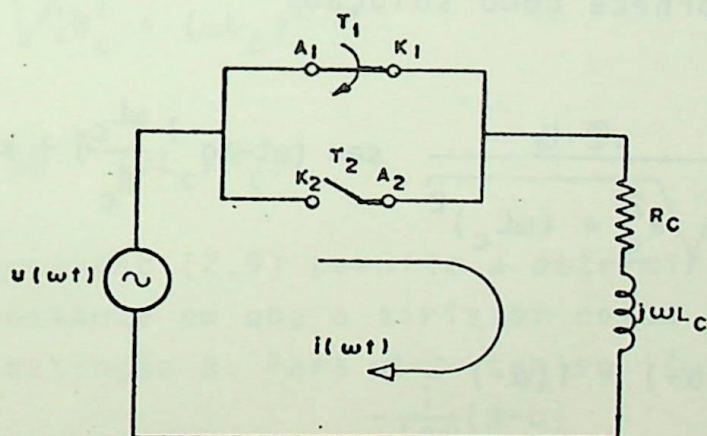 T1
A1 K1
T2
K2 A2
RC
u(ωt)
jωLC
i(ωt)